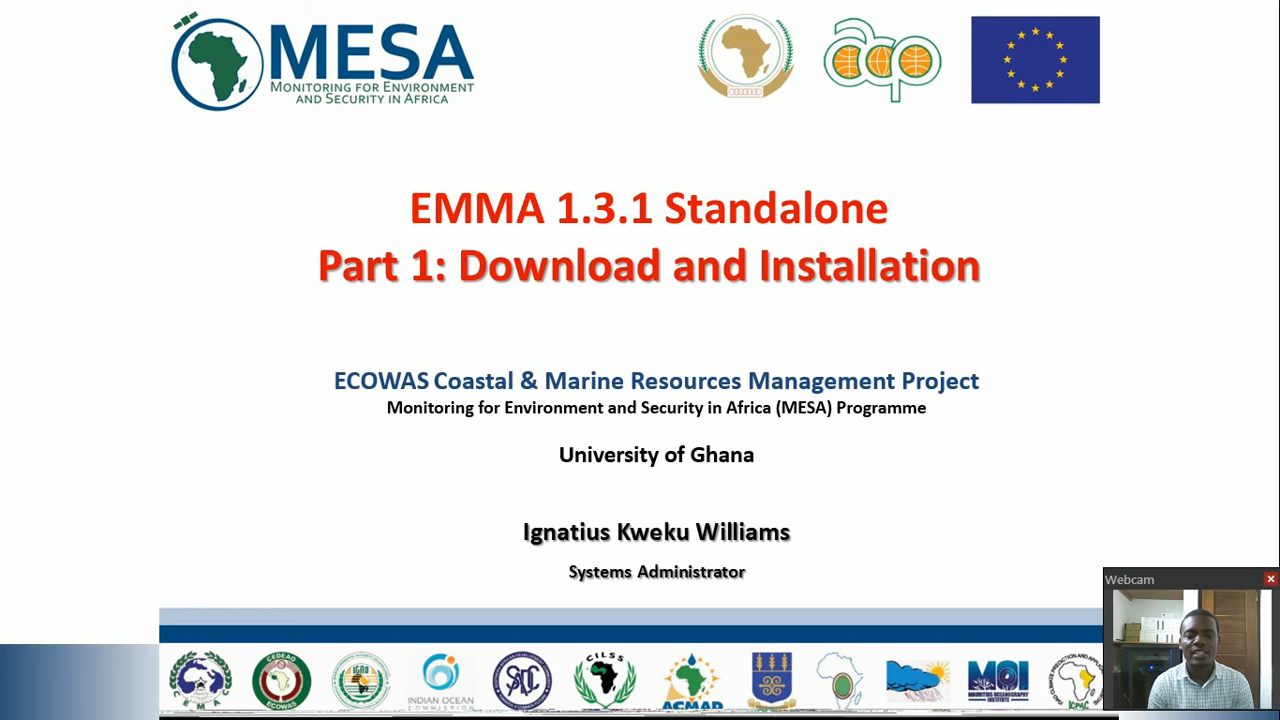 MESA
MONITORING FOR ENVIRONMENT
AND SECURITY IN AFRICA
acp
EMMA 1.3.1 Standalone
Part 1: Download and Installation
ECOWAS Coastal & Marine Resources Management Project
Monitoring for Environment and Security in Africa (MESA) Programme
University of Ghana
Ignatius Kweku Williams
Systems Administrator
Webcam
CEDEAO
ECOWAS
IGAD
INDIAN OCEAN
COMMISSION
SADC
CILSS
ACMAD
MOI
MAURITIUS OCEANOGRAPHY
INSTITUTE
ICPAC